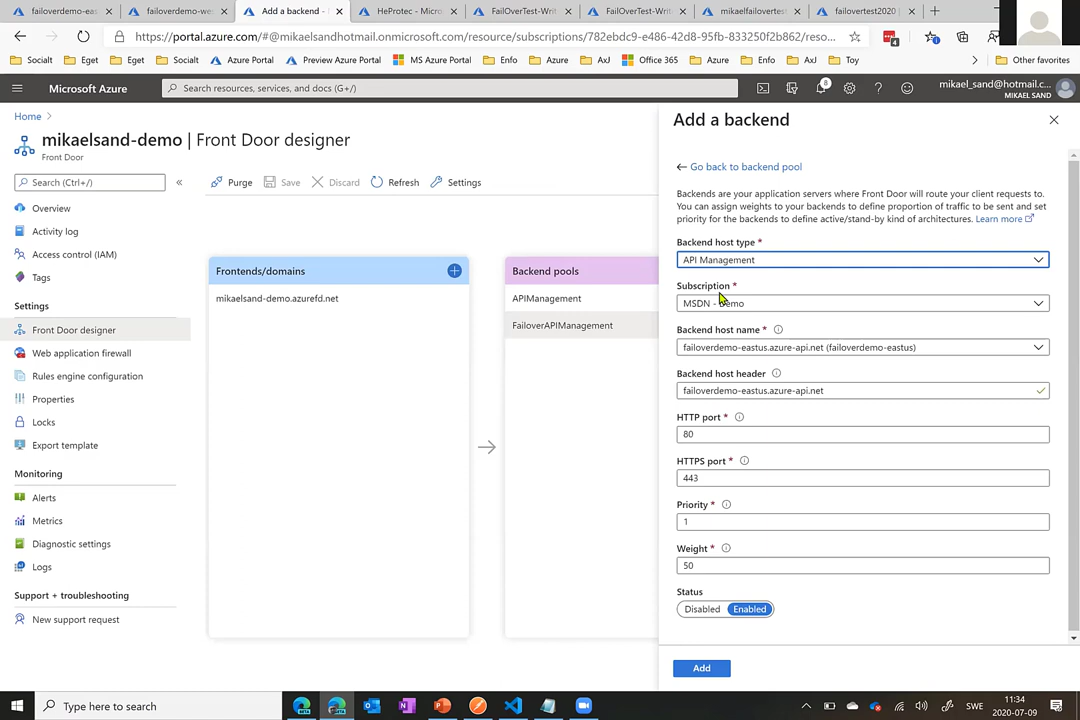 failoverdemo-eas
failoverdemo-we
Add a backend -
HeProtec - Micro
FailOverTest-Writ
FailOverTest-Wri
mikaelfailovertest
failovertest2020 |
https://portal.azure.com/#@mikaelsandhotmail.onmicrosoft.com/resource/subscriptions/782ebdc9-e486-42d8-95fb-833250f2b862/reso...
4
Socialt
Eget
Eget
Socialt
Azure Portal
Preview Azure Portal
MS Azure Portal
Enfo
Azure
AxJ
Office 365
Azure
Enfo
AxJ
Toy
Other favorites
Microsoft Azure
Search resources, services, and docs (G+/)
8
mikael_sand@hotmail.c...
MIKAEL SAND
Home
mikaelsand-demo | Front Door designer
Front Door
Search (Ctrl+/)
Purge
Save
Discard
Refresh
Settings
Overview
Activity log
Access control (IAM)
Tags
Settings
Front Door designer
Web application firewall
Rules engine configuration
Properties
Locks
Export template
Monitoring
Alerts
Metrics
Diagnostic settings
Logs
Support + troubleshooting
New support request
Frontends/domains
mikaelsand-demo.azurefd.net
Backend pools
APIManagement
FailoverAPIManagement
Add a backend
Go back to backend pool
Backends are your application servers where Front Door will route your client requests to.
You can assign weights to your backends to define proportion of traffic to be sent and set
priority for the backends to define active/stand-by kind of architectures. Learn more
Backend host type *
API Management
Subscription *
MSDN - Demo
Backend host name *
failoverdemo-eastus.azure-api.net (failoverdemo-eastus)
Backend host header
failoverdemo-eastus.azure-api.net
HTTP port *
80
HTTPS port *
443
Priority *
1
Weight *
50
Status
Disabled
Enabled
Add
Type here to search
SWE
11:34
2020-07-09